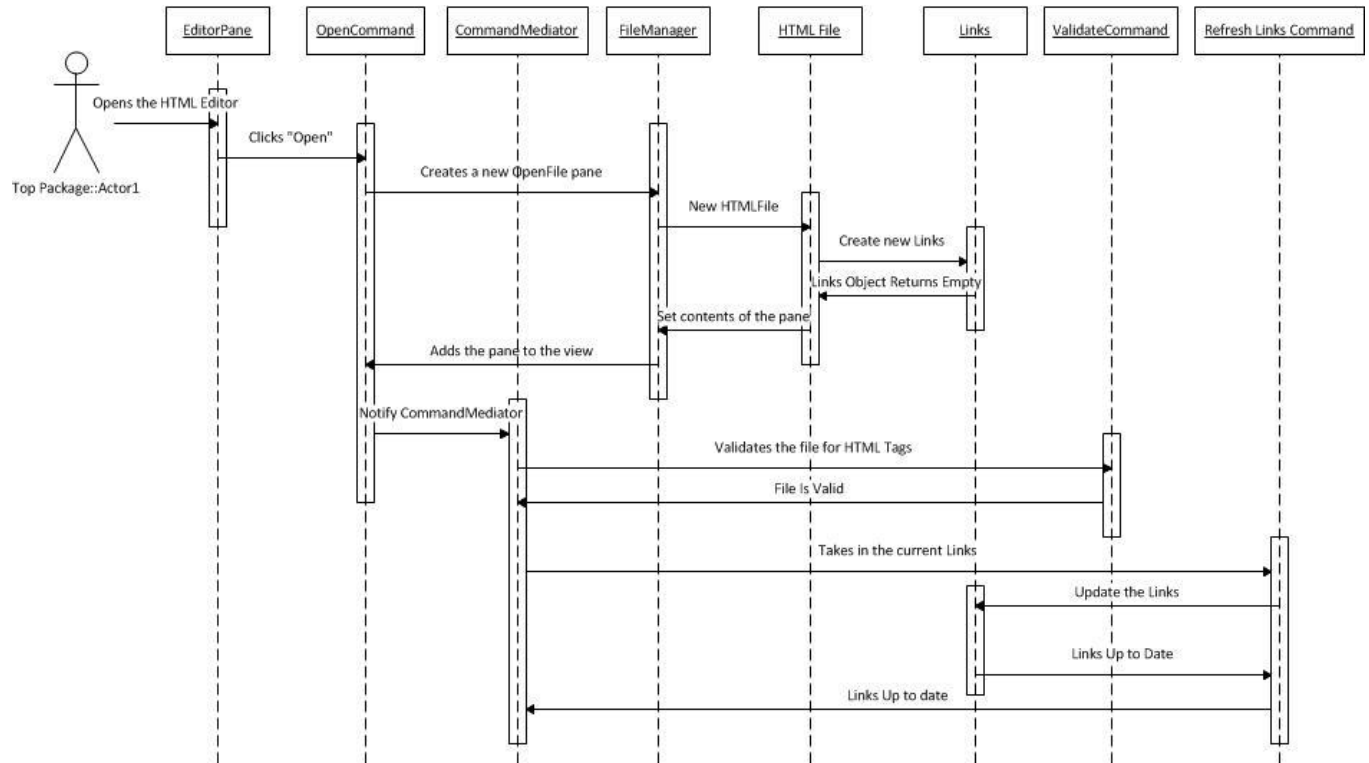 EditorPane
OpenCommand
CommandMediator
FileManager
HTML File
Links
ValidateCommand
Refresh Links Command
Opens the HTML Editor
Clicks "Open"
Top Package::Actor1
Creates a new OpenFile pane
New HTMLFile
Create new Links
Links Object Returns Empty
Set contents of the pane
Adds the pane to the view
Notify CommandMediator
Validates the file for HTML Tags
File Is Valid
Takes in the current Links
Update the Links
Links Up to Date
Links Up to date